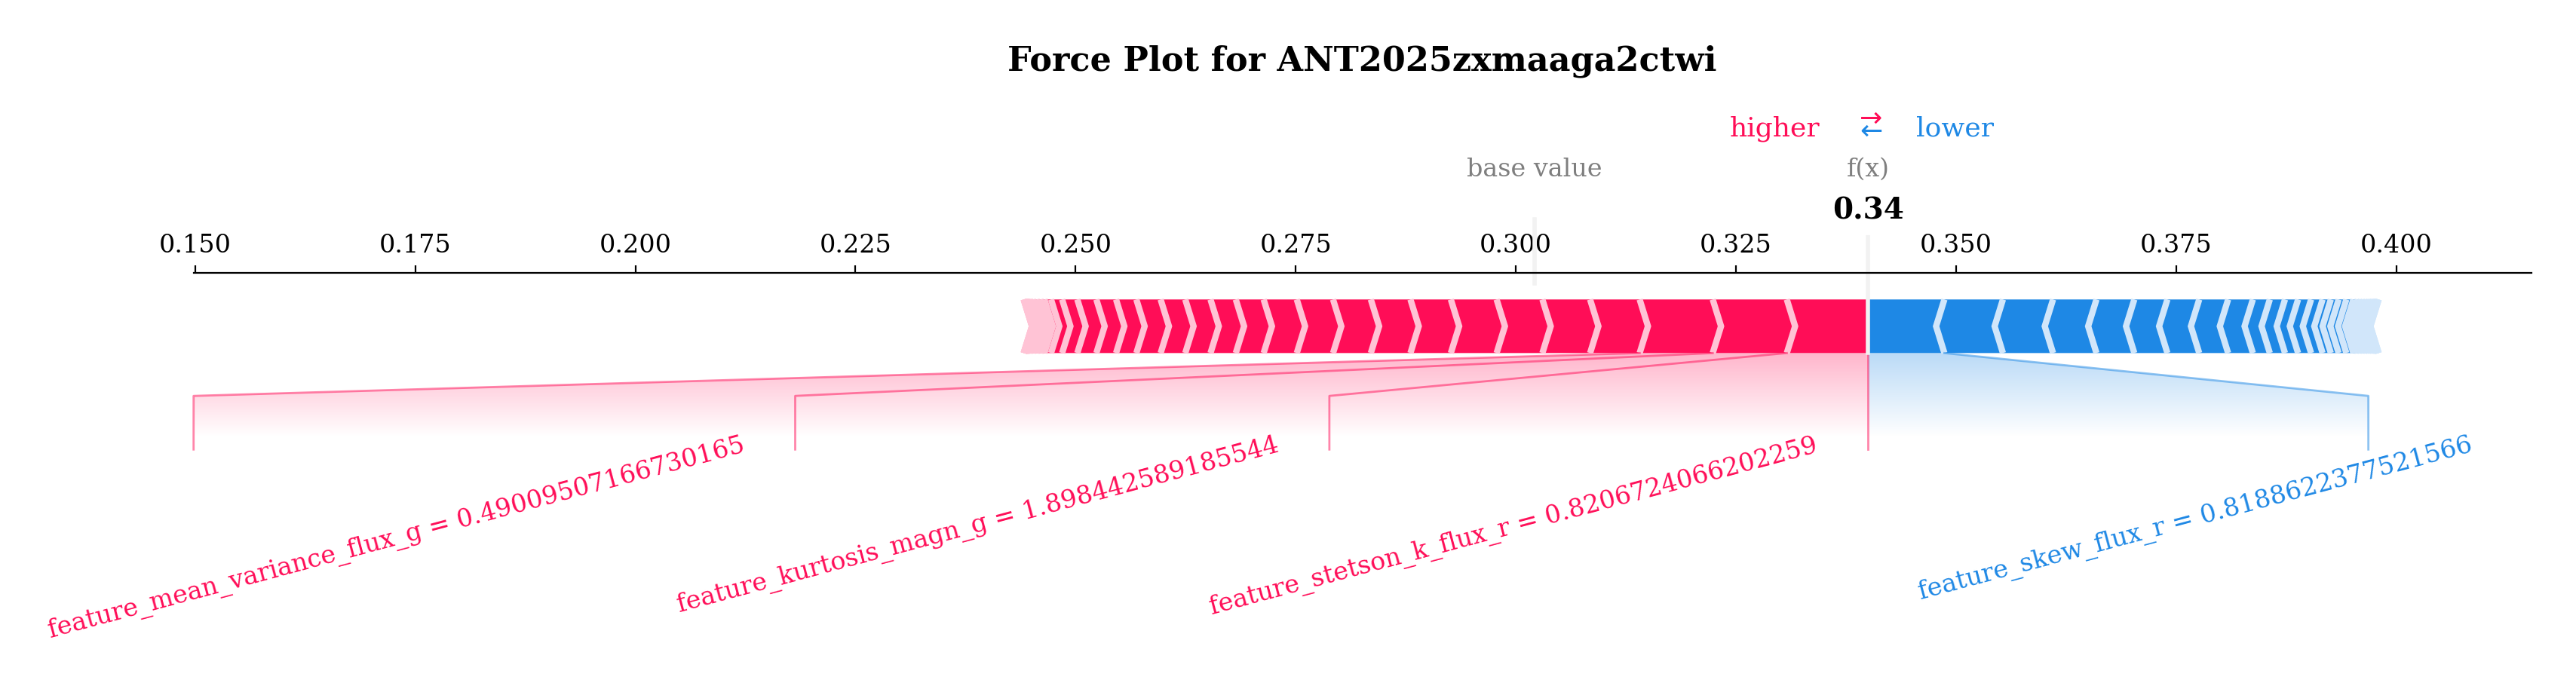 Force Plot for ANT2025zxmaaga2ctwi
higher ⇄ lower
base value f(x)
0.34
0.150 0.175 0.200 0.225 0.250 0.275 0.300 0.325 0.350 0.375 0.400
feature_mean_variance_flux_g = 0.4900950716673016​5
feature_kurtosis_magn_g = 1.898442589185544
feature_stetson_k_flux_r = 0.8206724066202259
feature_skew_flux_r = 0.8188622377521566